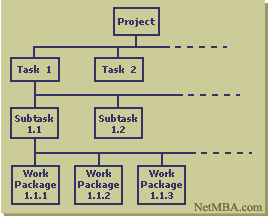 Project
Task 1
Task 2
Subtask
1.1
Subtask
1.2
Work
Package
1.1.1
Work
Package
1.1.2
Work
Package
1.1.3
NetMBA.com